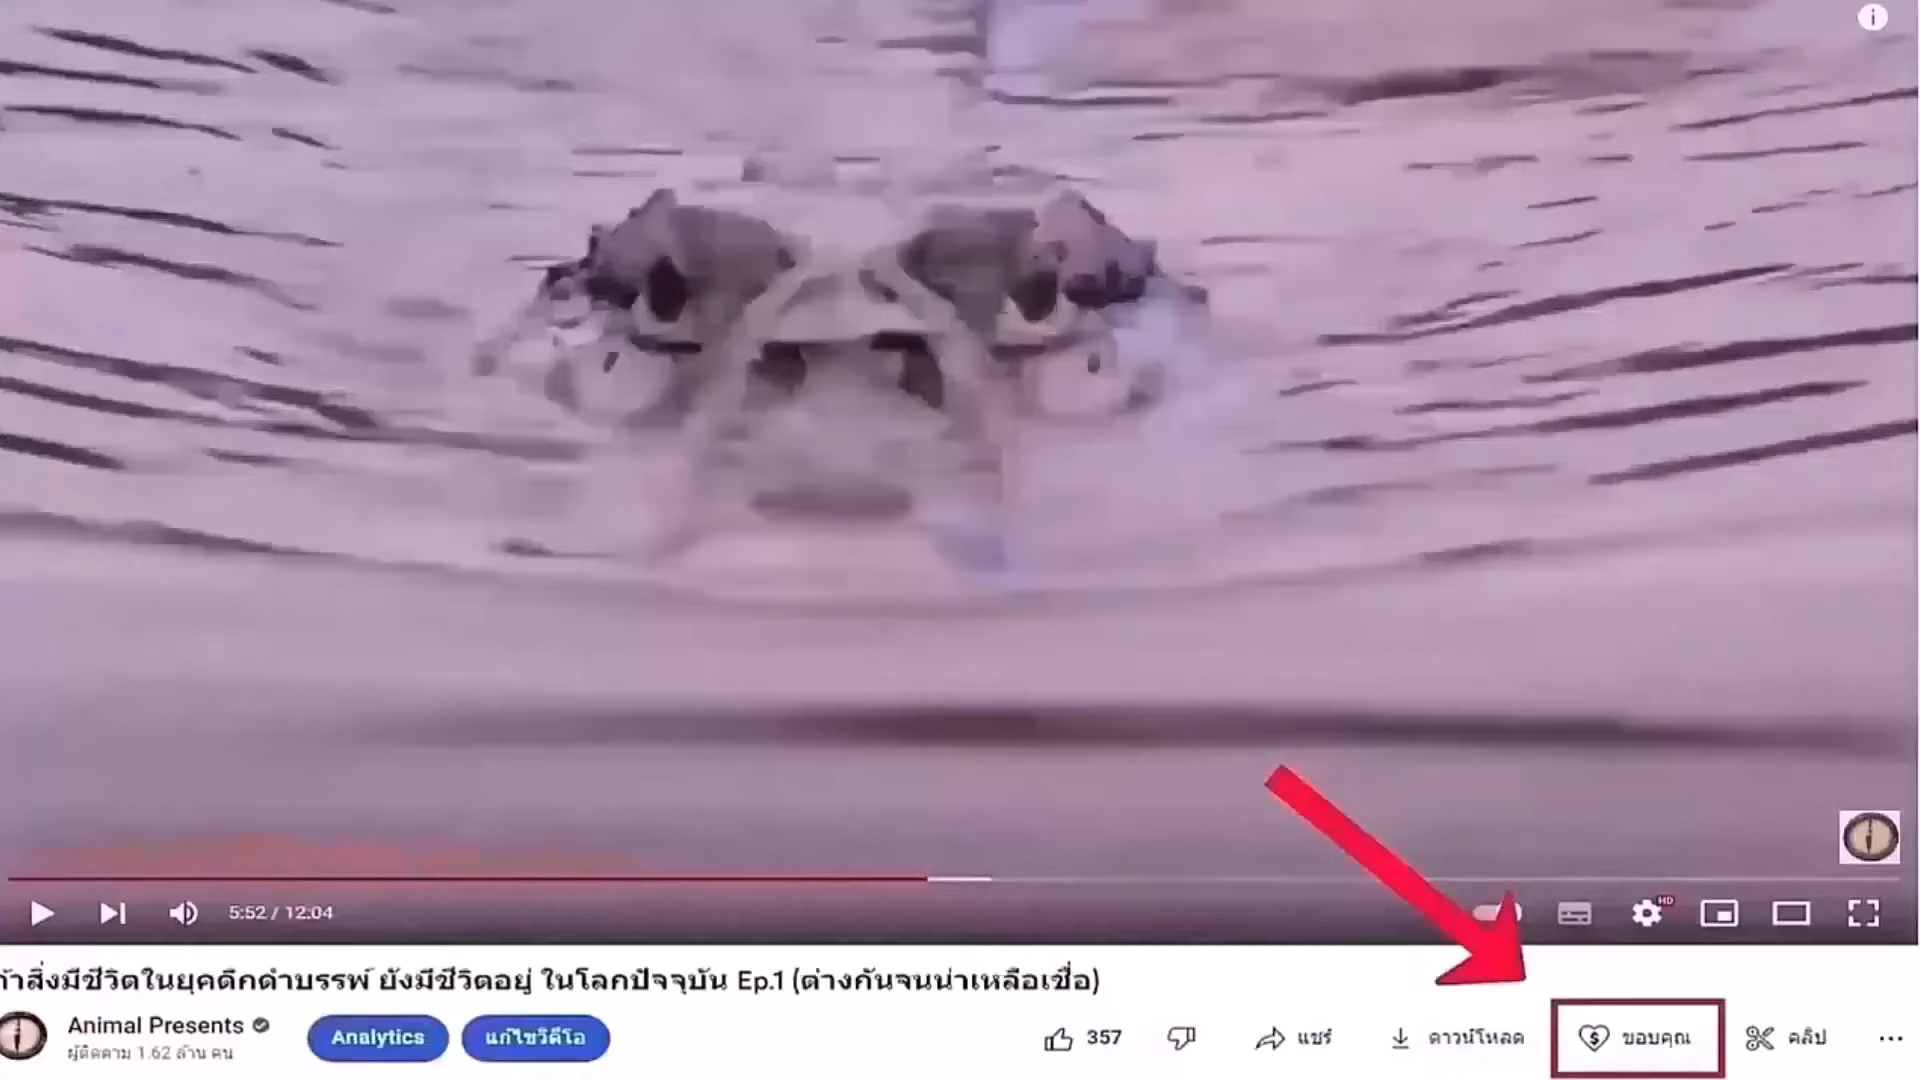 HD
5:52 / 12:04
ถ้าสิ่งมีชีวิตในยุคดึกดำบรรพ์ ยังมีชีวิตอยู่ ในโลกปัจจุบัน Ep.1 (ต่างกันจนน่าเหลือเชื่อ)
Animal Presents
ผู้ติดตาม 1.62 ล้าน คน
Analytics
แก้ไขวิดีโอ
357
แชร์
ดาวน์โหลด
ขอบคุณ
คลิป